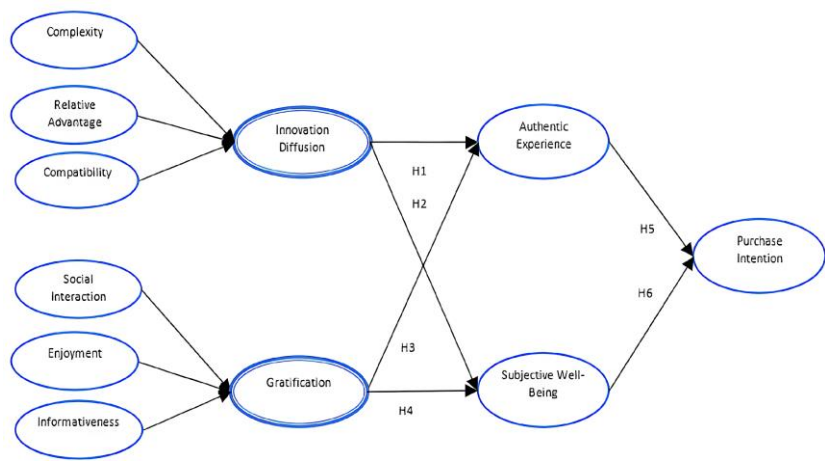 Complexity
Relative
Advantage
Compatibility
Innovation
Diffusion
Authentic
Experience
H1
H2
H5
Purchase
Intention
H6
Social
Interaction
Enjoyment
Informativeness
Gratification
H3
H4
Subjective Well-
Being